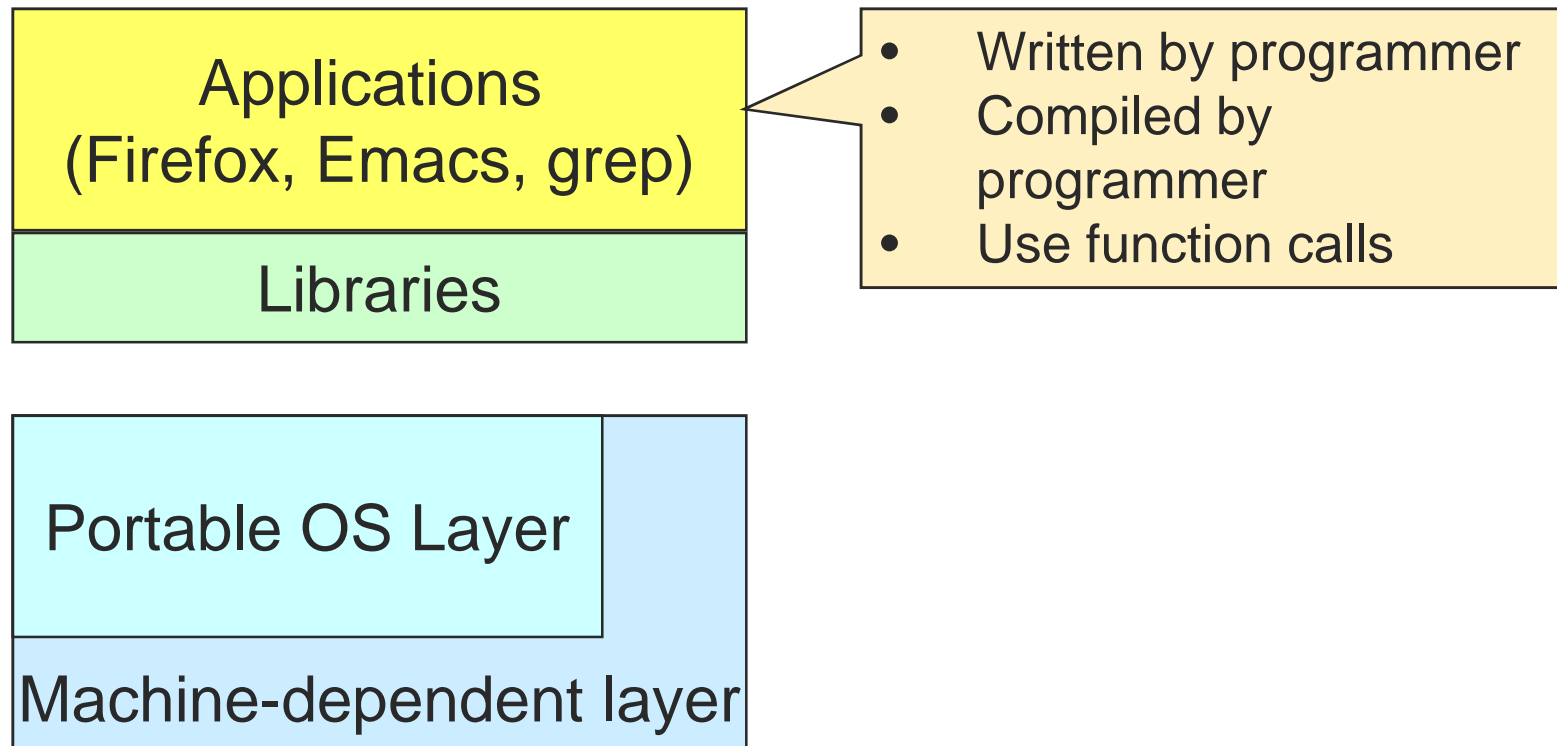 Applications
(Firefox, Emacs, grep)
Libraries
• Written by programmer
• Compiled by
programmer
• Use function calls
Portable OS Layer
Machine-dependent layer